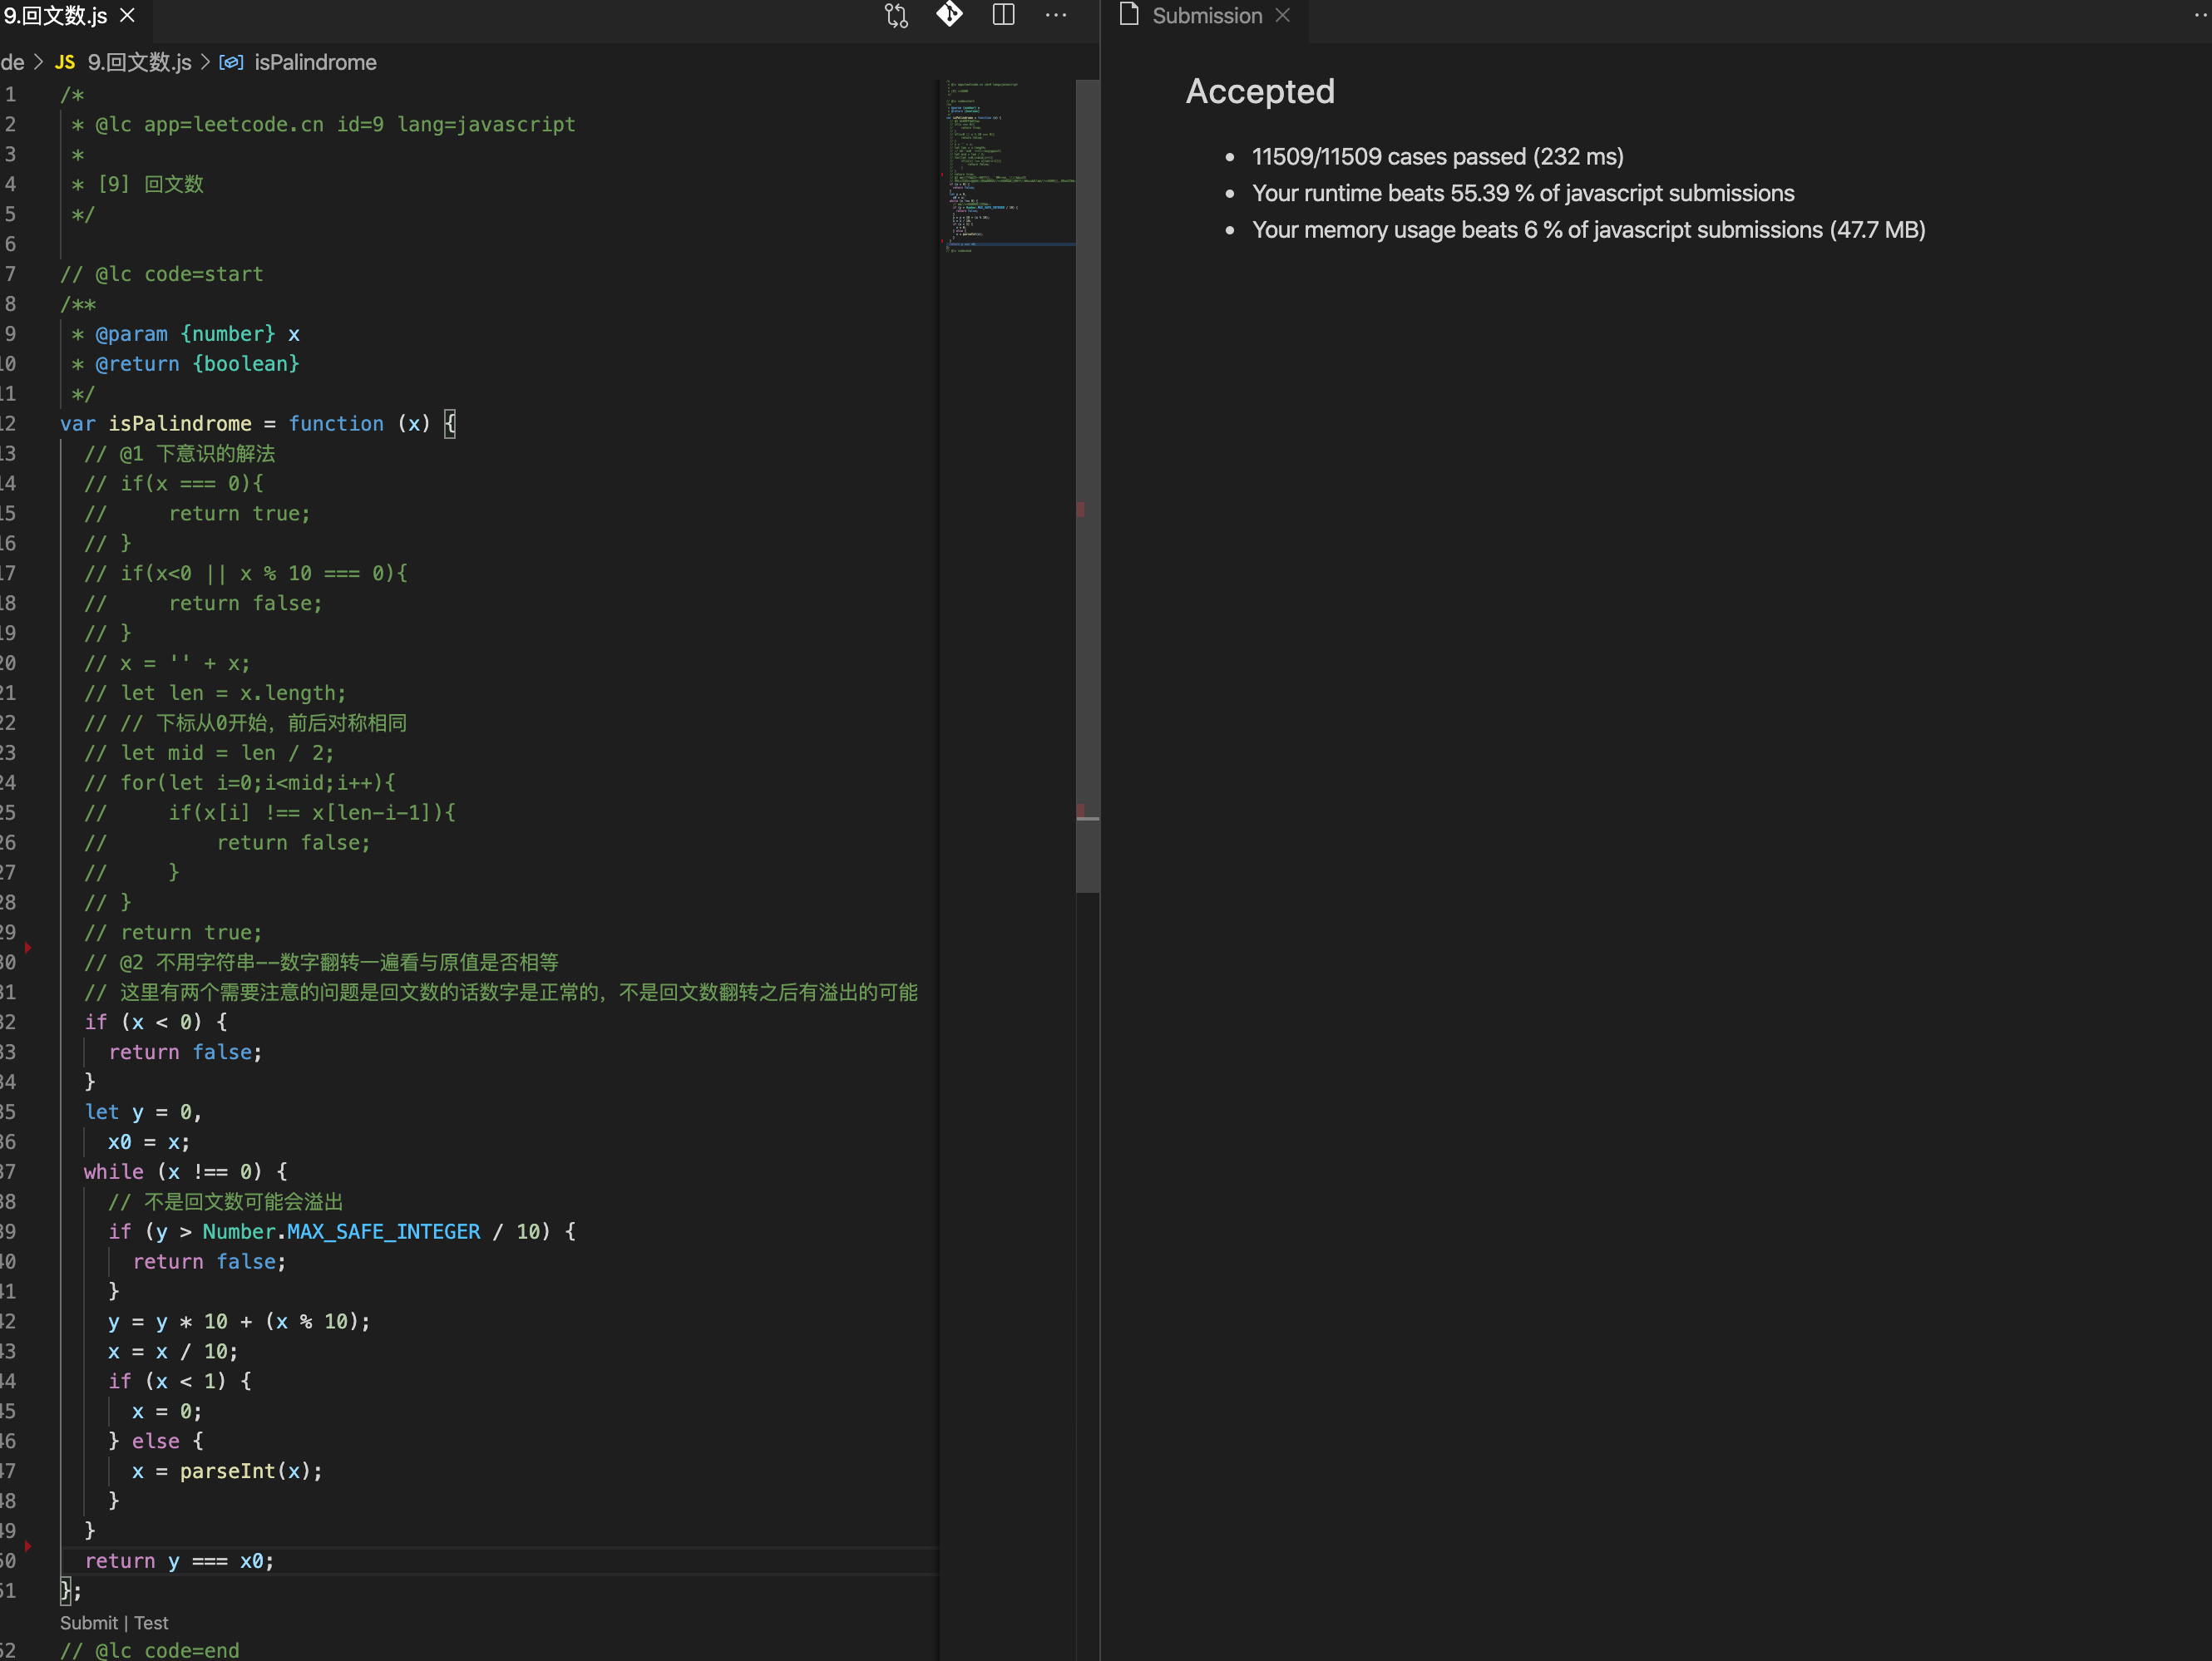 9.回文数.js
de > JS 9.回文数.js > isPalindrome
1 /*
2 * @lc app=leetcode.cn id=9 lang=javascript
3 *
4 * [9] 回文数
5 */
6
7 // @lc code=start
8 /**
9 * @param {number} x
10 * @return {boolean}
11 */
12 var isPalindrome = function (x) {
13 // @1 下意识的解法
14 // if(x === 0){
15 //     return true;
16 // }
17 // if(x<0 || x % 10 === 0){
18 //     return false;
19 // }
20 // x = '' + x;
21 // let len = x.length;
22 // // 下标从0开始，前后对称相同
23 // let mid = len / 2;
24 // for(let i=0;i<mid;i++){
25 //     if(x[i] !== x[len-i-1]){
26 //         return false;
27 //     }
28 // }
29 // return true;
30 // @2 不用字符串--数字翻转一遍看与原值是否相等
31 // 这里有两个需要注意的问题是回文数的话数字是正常的，不是回文数翻转之后有溢出的可能
32 if (x < 0) {
33 return false;
34 }
35 let y = 0,
36 x0 = x;
37 while (x !== 0) {
38 // 不是回文数可能会溢出
39 if (y > Number.MAX_SAFE_INTEGER / 10) {
40 return false;
41 }
42 y = y * 10 + (x % 10);
43 x = x / 10;
44 if (x < 1) {
45 x = 0;
46 } else {
47 x = parseInt(x);
48 }
49 }
50 return y === x0;
51 };
Submit | Test
52 // @lc code=end
Submission
Accepted
• 11509/11509 cases passed (232 ms)
• Your runtime beats 55.39 % of javascript submissions
• Your memory usage beats 6 % of javascript submissions (47.7 MB)